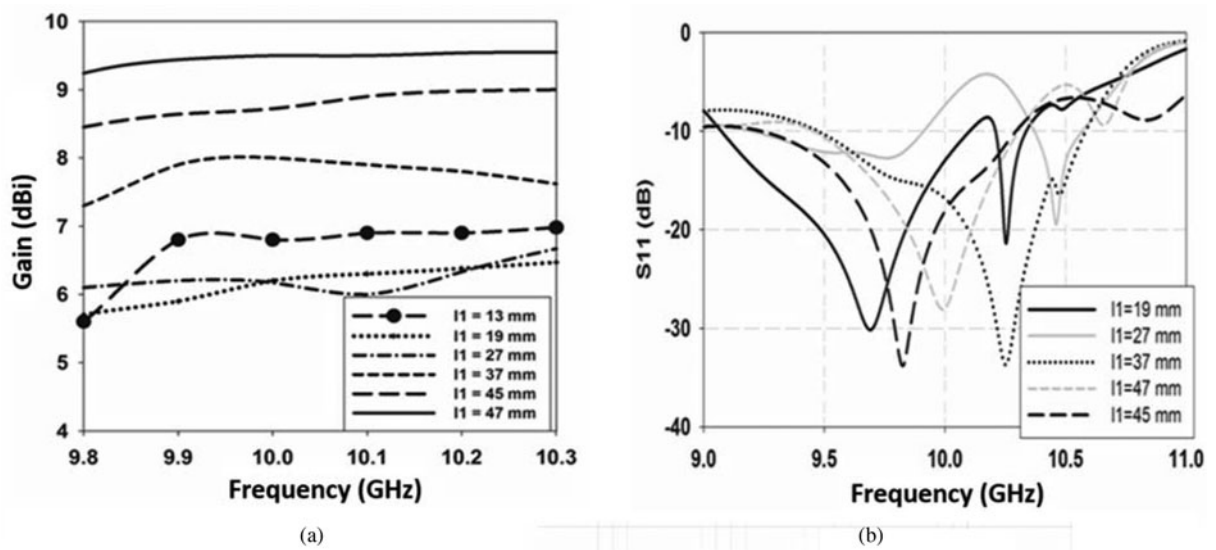 10
9
8
7
6
5
4
Gain (dBi)
l1 = 13 mm
l1 = 19 mm
l1 = 27 mm
l1 = 37 mm
l1 = 45 mm
l1 = 47 mm
9.8 9.9 10.0 10.1 10.2 10.3
Frequency (GHz)
(a)
0
-10
-20
-30
-40
S11 (dB)
l1=19 mm
l1=27 mm
l1=37 mm
l1=47 mm
l1=45 mm
9.0 9.5 10.0 10.5 11.0
Frequency (GHz)
(b)